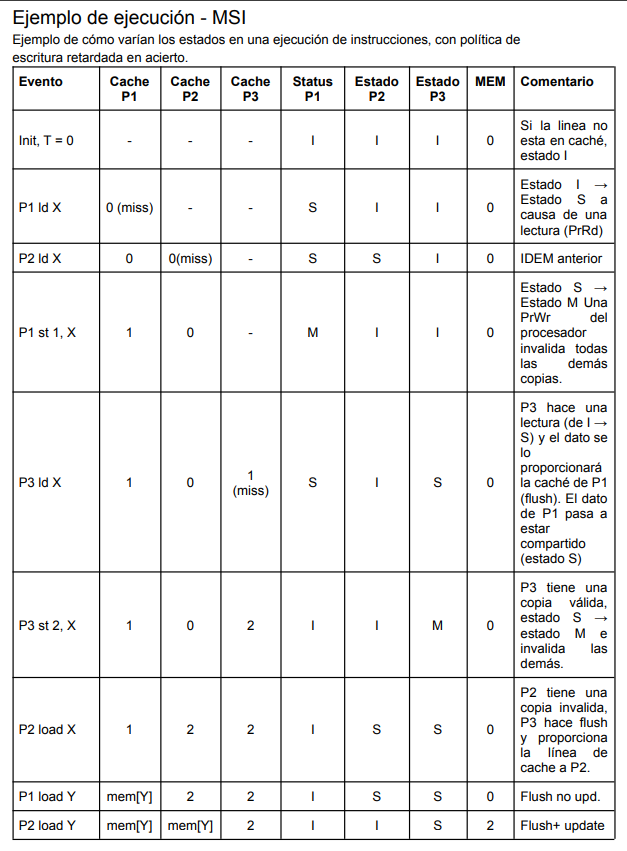 Ejemplo de ejecución - MSI
Ejemplo de cómo varían los estados en una ejecución de instrucciones, con política de
escritura retardada en acierto.
Evento Cache P1 Cache P2 Cache P3 Status P1 Estado P2 Estado P3 MEM Comentario
Init, T = 0 - - - I I I 0 Si la linea no esta en caché, estado I
P1 ld X 0 (miss) - - S I I 0 Estado I → Estado S a causa de una lectura (PrRd)
P2 ld X 0 0(miss) - S S I 0 IDEM anterior
P1 st 1, X 1 0 - M I I 0 Estado S → Estado M Una PrWr del procesador invalida todas las demás copias.
P3 ld X 1 0 1 (miss) S I S 0 P3 hace una lectura (de I → S) y el dato se lo proporcionará la caché de P1 (flush). El dato de P1 pasa a estar compartido (estado S)
P3 st 2, X 1 0 2 I I M 0 P3 tiene una copia válida, estado S → estado M e invalida las demás.
P2 load X 1 2 2 I S S 0 P2 tiene una copia invalida, P3 hace flush y proporciona la línea de cache a P2.
P1 load Y mem[Y] 2 2 I S S 0 Flush no upd.
P2 load Y mem[Y] mem[Y] 2 I I S 2 Flush+ update